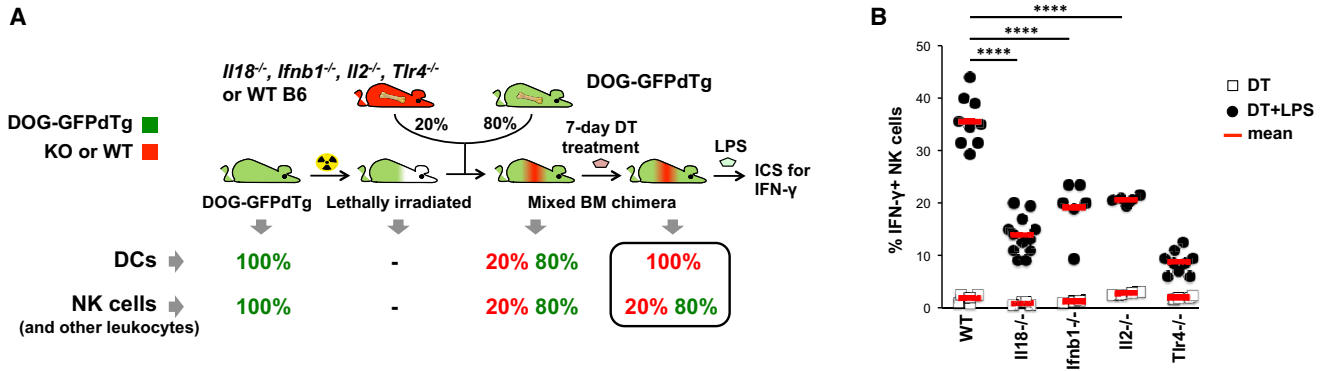 A
Il18-/-, Ifnb1-/-, Il2-/-, Tlr4-/-
or WT B6
DOG-GFPdTg
DOG-GFPdTg
KO or WT
20%
80%
7-day DT
treatment
LPS
ICS for
IFN-γ
DOG-GFPdTg
Lethally irradiated
Mixed BM chimera
DCs
100%
-
20% 80%
100%
NK cells
(and other leukocytes)
100%
-
20% 80%
20% 80%
B
% IFN-γ+ NK cells
50
40
30
20
10
0
****
****
****
DT
DT+LPS
mean
WT
Il18-/-
Ifnb1-/-
Il2-/-
Tlr4-/-